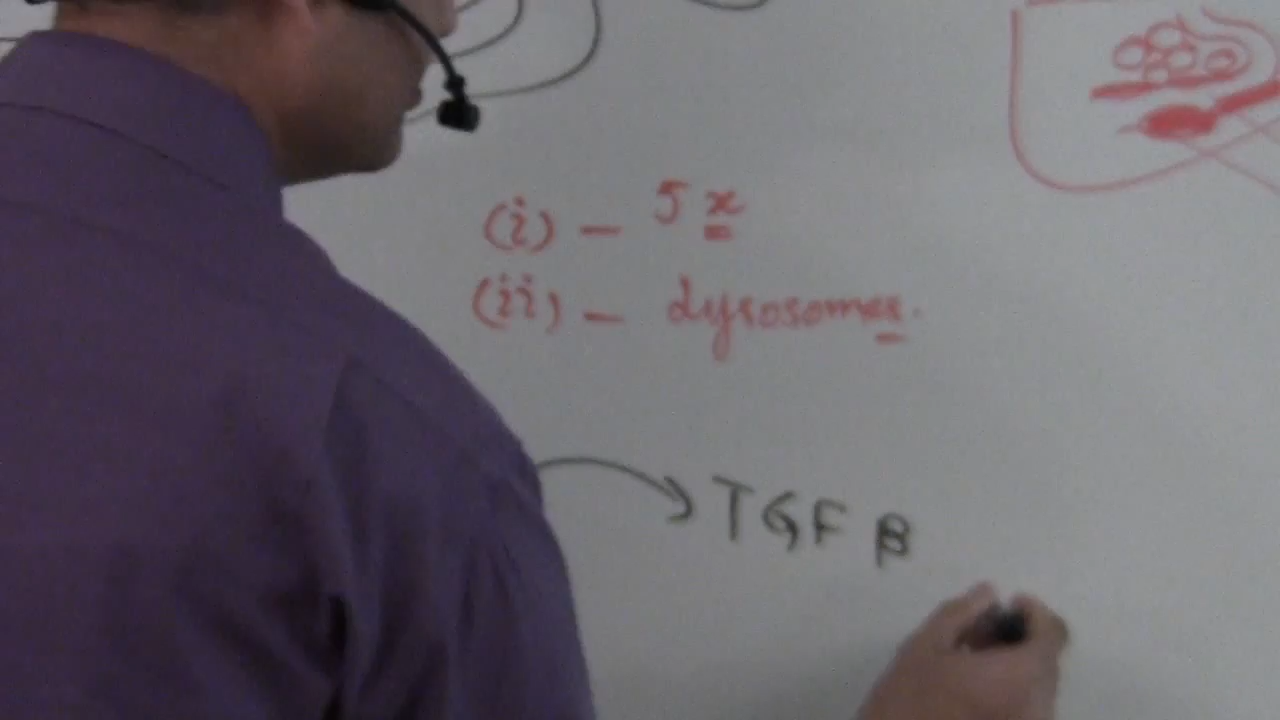 (i) - 5 x
(ii) - Lysosomes.
TGF β